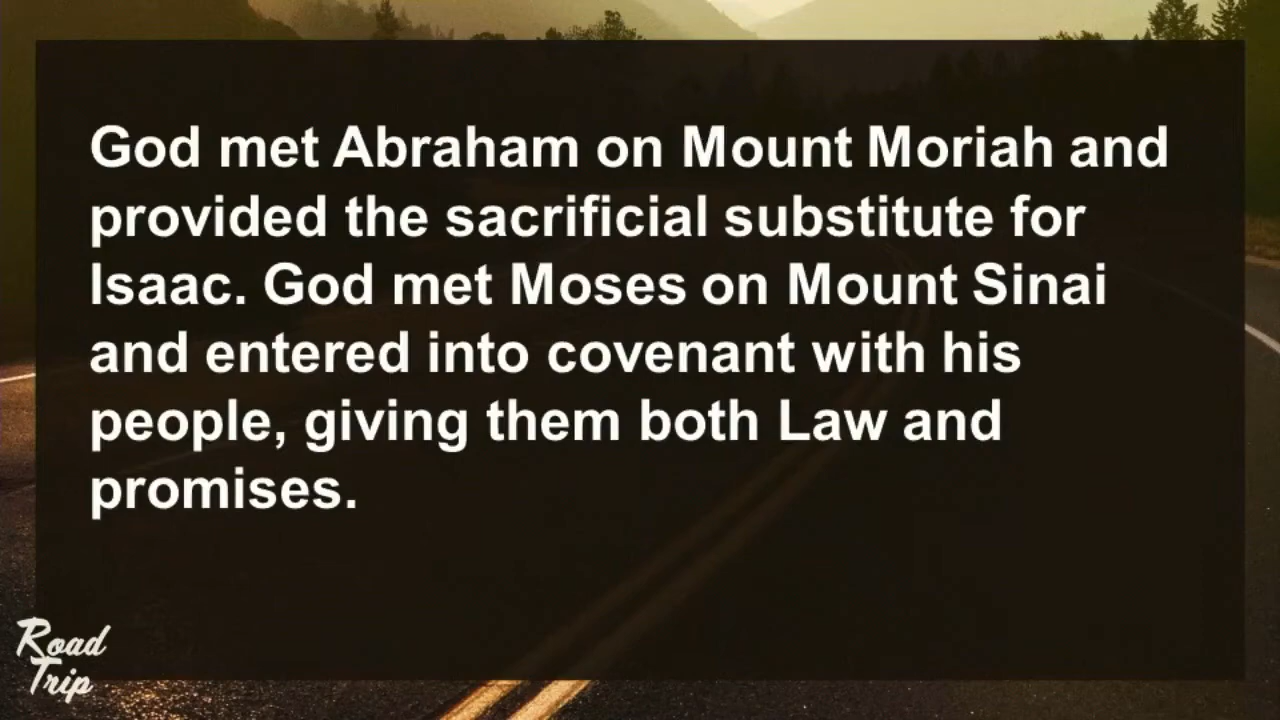 God met Abraham on Mount Moriah and
provided the sacrificial substitute for
Isaac. God met Moses on Mount Sinai
and entered into covenant with his
people, giving them both Law and
promises.
Road
Trip